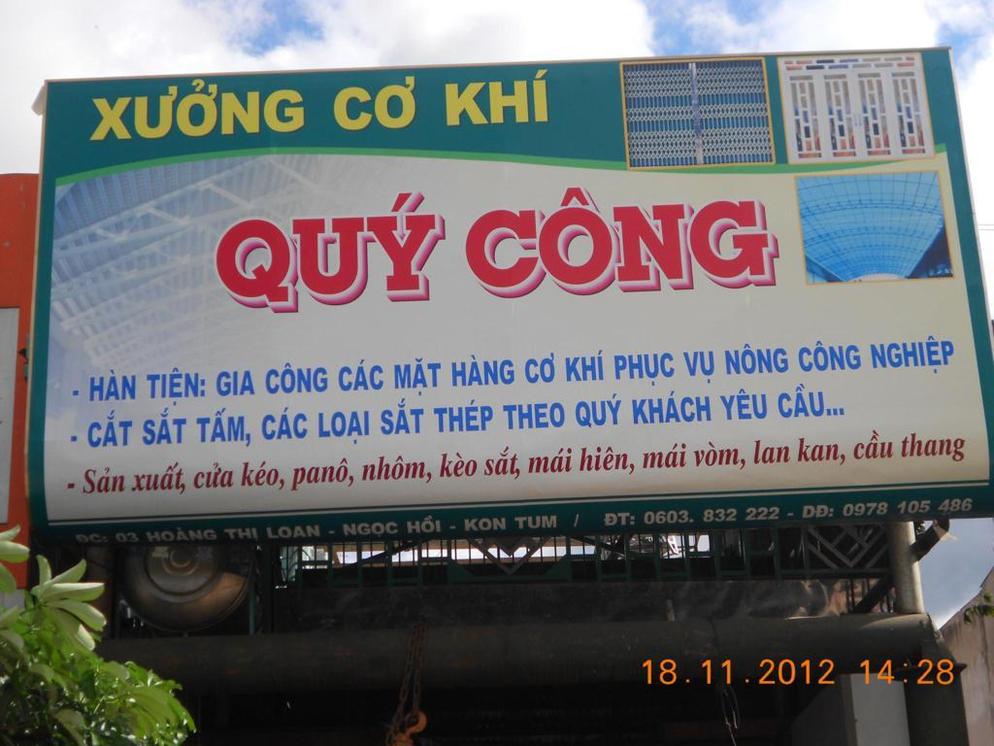 XƯỞNG CƠ KHÍ
QUÝ CÔNG
- HÀN TIỆN: GIA CÔNG CÁC MẶT HÀNG CƠ KHÍ PHỤC VỤ NÔNG CÔNG NGHIỆP
- CẮT SẮT TẤM, CÁC LOẠI SẮT THÉP THEO QUÝ KHÁCH YÊU CẦU...
- Sản xuất, cửa kéo, panô, nhôm, kèo sắt, mái hiên, mái vòm, lan kan, cầu thang
ĐC: 03 HOÀNG THỊ LOAN - NGỌC HỒI - KON TUM / ĐT: 0603. 832 222 - DĐ: 0978 105 486
18.11.2012 14:28